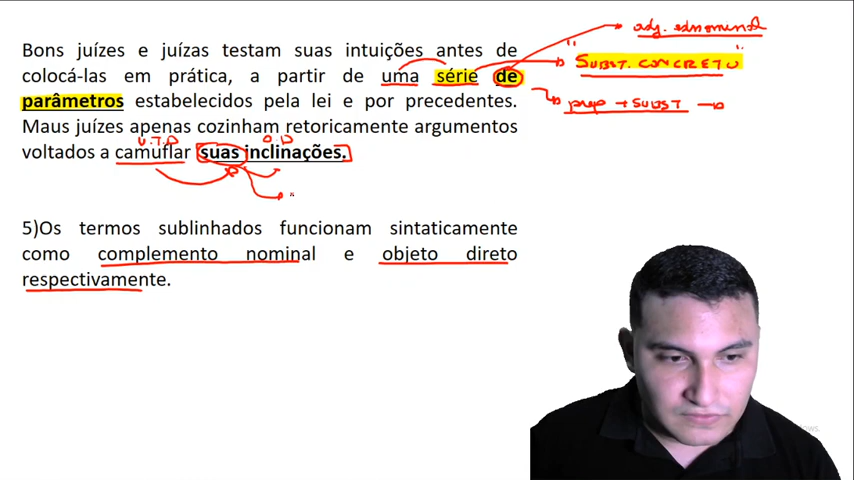 Bons juízes e juízas testam suas intuições antes de
colocá-las em prática, a partir de uma série de
parâmetros estabelecidos pela lei e por precedentes.
Maus juízes apenas cozinham retoricamente argumentos
voltados a camuflar suas inclinações.
V.T.D O.D
adj. adnominal
"SUBST. CONCRETO"
prep + SUBST
5)Os termos sublinhados funcionam sintaticamente
como complemento nominal e objeto direto
respectivamente.